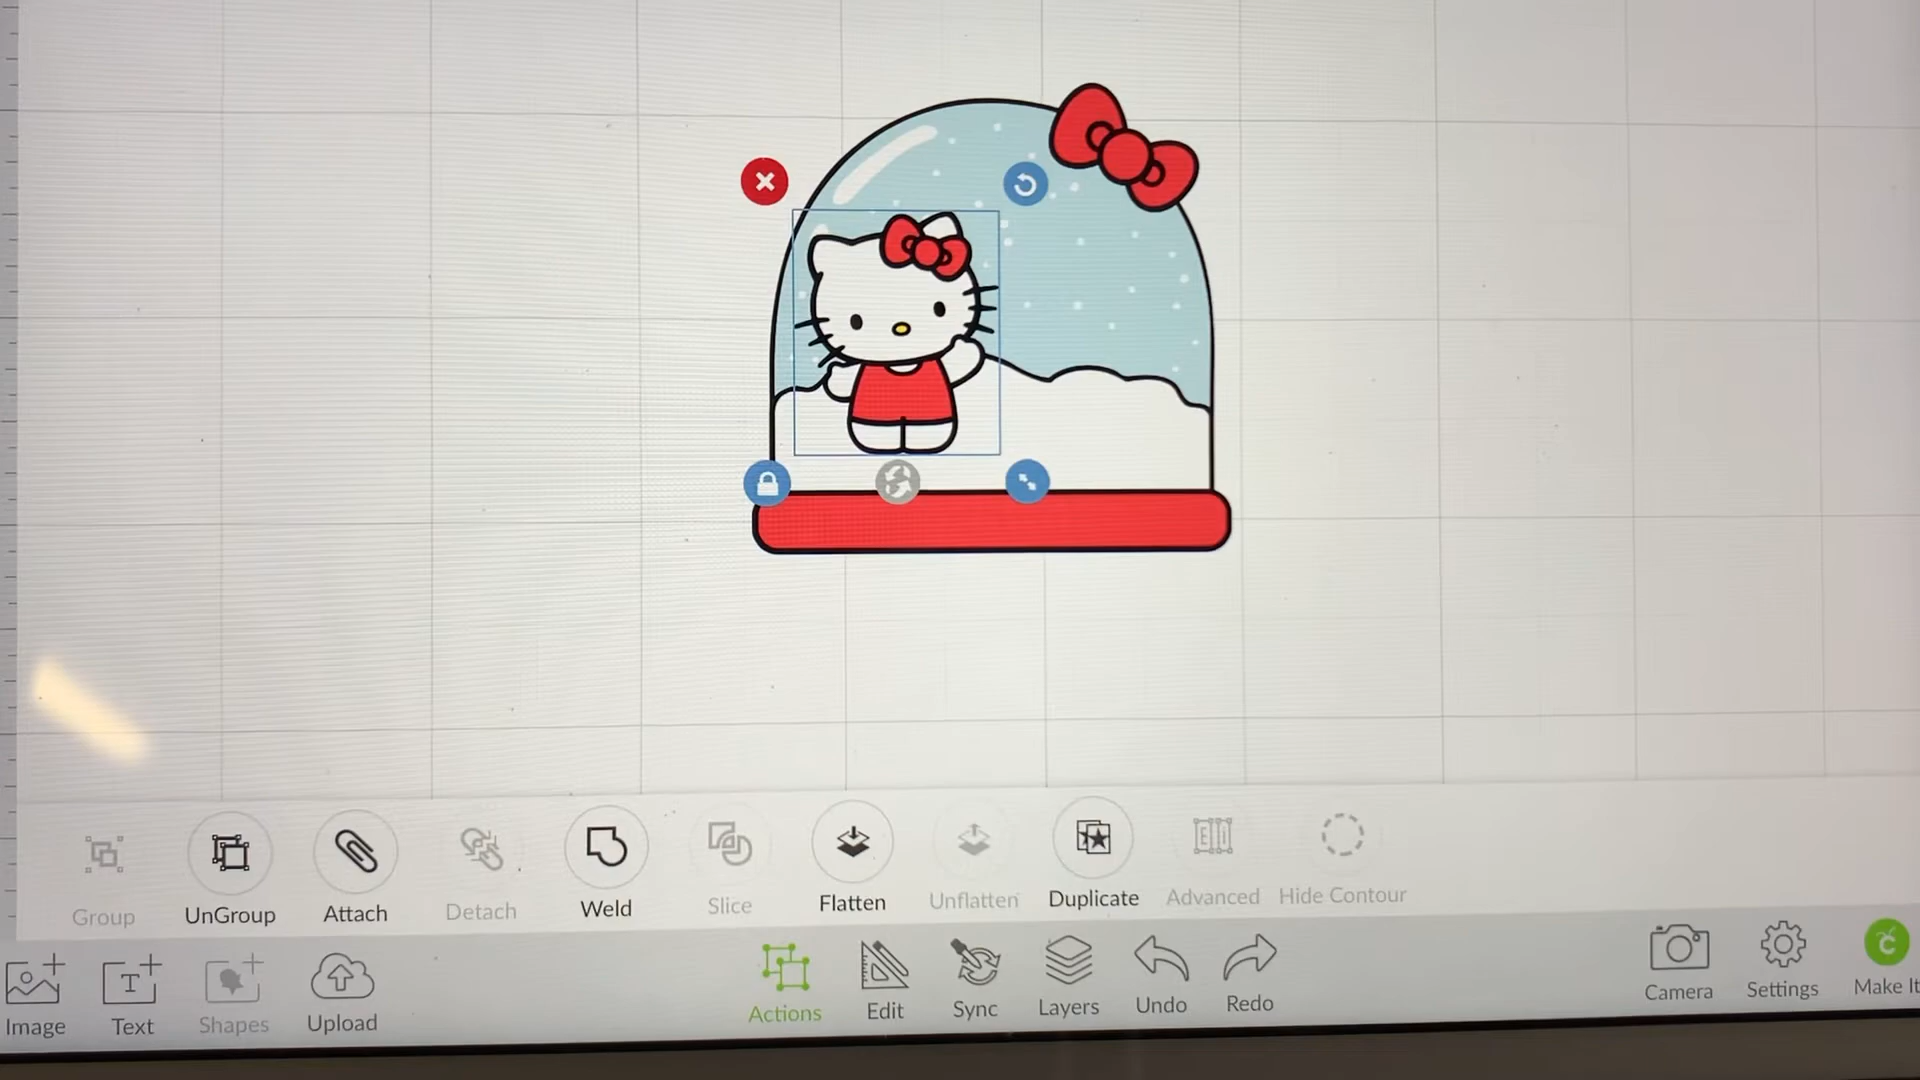 Group UnGroup Attach Detach Weld Slice Flatten Unflatten Duplicate Advanced Hide Contour
Image Text Shapes Upload Actions Edit Sync Layers Undo Redo Camera Settings Make It